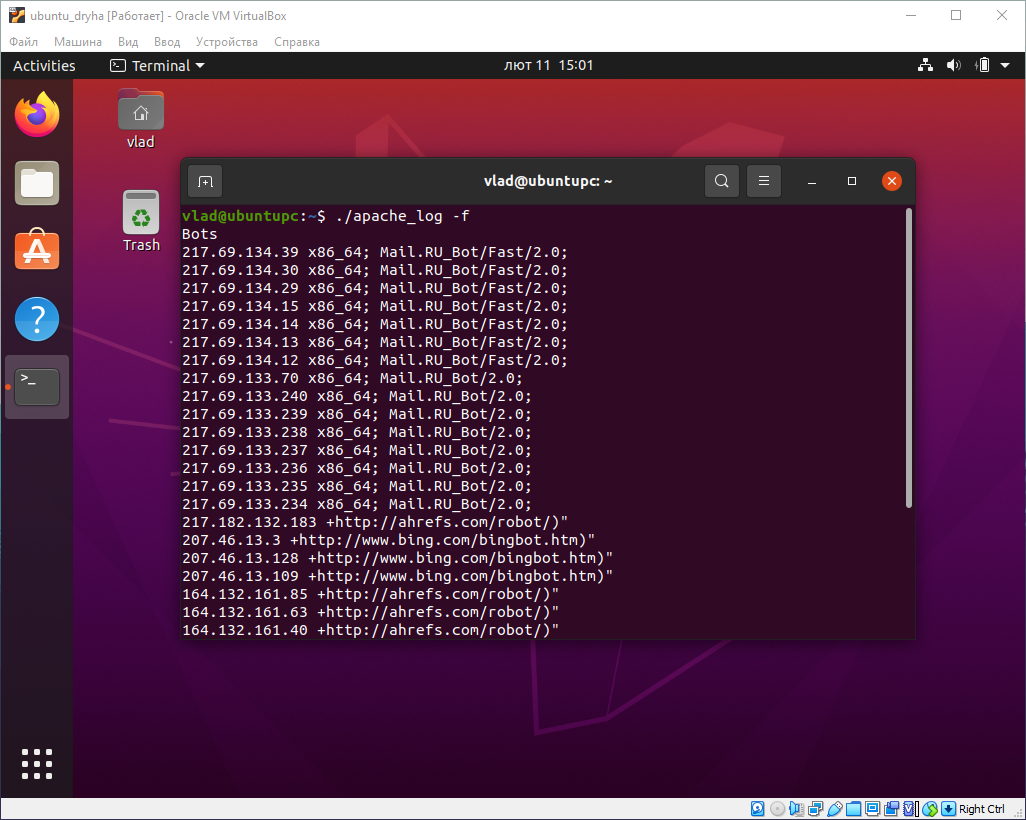 ubuntu_dryha [Работает] - Oracle VM VirtualBox
Файл Машина Вид Ввод Устройства Справка
Activities Terminal лют 11 15:01
vlad
Trash
vlad@ubuntupc: ~
vlad@ubuntupc:~$ ./apache_log -f
Bots
217.69.134.39 x86_64; Mail.RU_Bot/Fast/2.0;
217.69.134.30 x86_64; Mail.RU_Bot/Fast/2.0;
217.69.134.29 x86_64; Mail.RU_Bot/Fast/2.0;
217.69.134.15 x86_64; Mail.RU_Bot/Fast/2.0;
217.69.134.14 x86_64; Mail.RU_Bot/Fast/2.0;
217.69.134.13 x86_64; Mail.RU_Bot/Fast/2.0;
217.69.134.12 x86_64; Mail.RU_Bot/Fast/2.0;
217.69.133.70 x86_64; Mail.RU_Bot/2.0;
217.69.133.240 x86_64; Mail.RU_Bot/2.0;
217.69.133.239 x86_64; Mail.RU_Bot/2.0;
217.69.133.238 x86_64; Mail.RU_Bot/2.0;
217.69.133.237 x86_64; Mail.RU_Bot/2.0;
217.69.133.236 x86_64; Mail.RU_Bot/2.0;
217.69.133.235 x86_64; Mail.RU_Bot/2.0;
217.69.133.234 x86_64; Mail.RU_Bot/2.0;
217.182.132.183 +http://ahrefs.com/robot/)"
207.46.13.3 +http://www.bing.com/bingbot.htm)"
207.46.13.128 +http://www.bing.com/bingbot.htm)"
207.46.13.109 +http://www.bing.com/bingbot.htm)"
164.132.161.85 +http://ahrefs.com/robot/)"
164.132.161.63 +http://ahrefs.com/robot/)"
164.132.161.40 +http://ahrefs.com/robot/)"
Right Ctrl